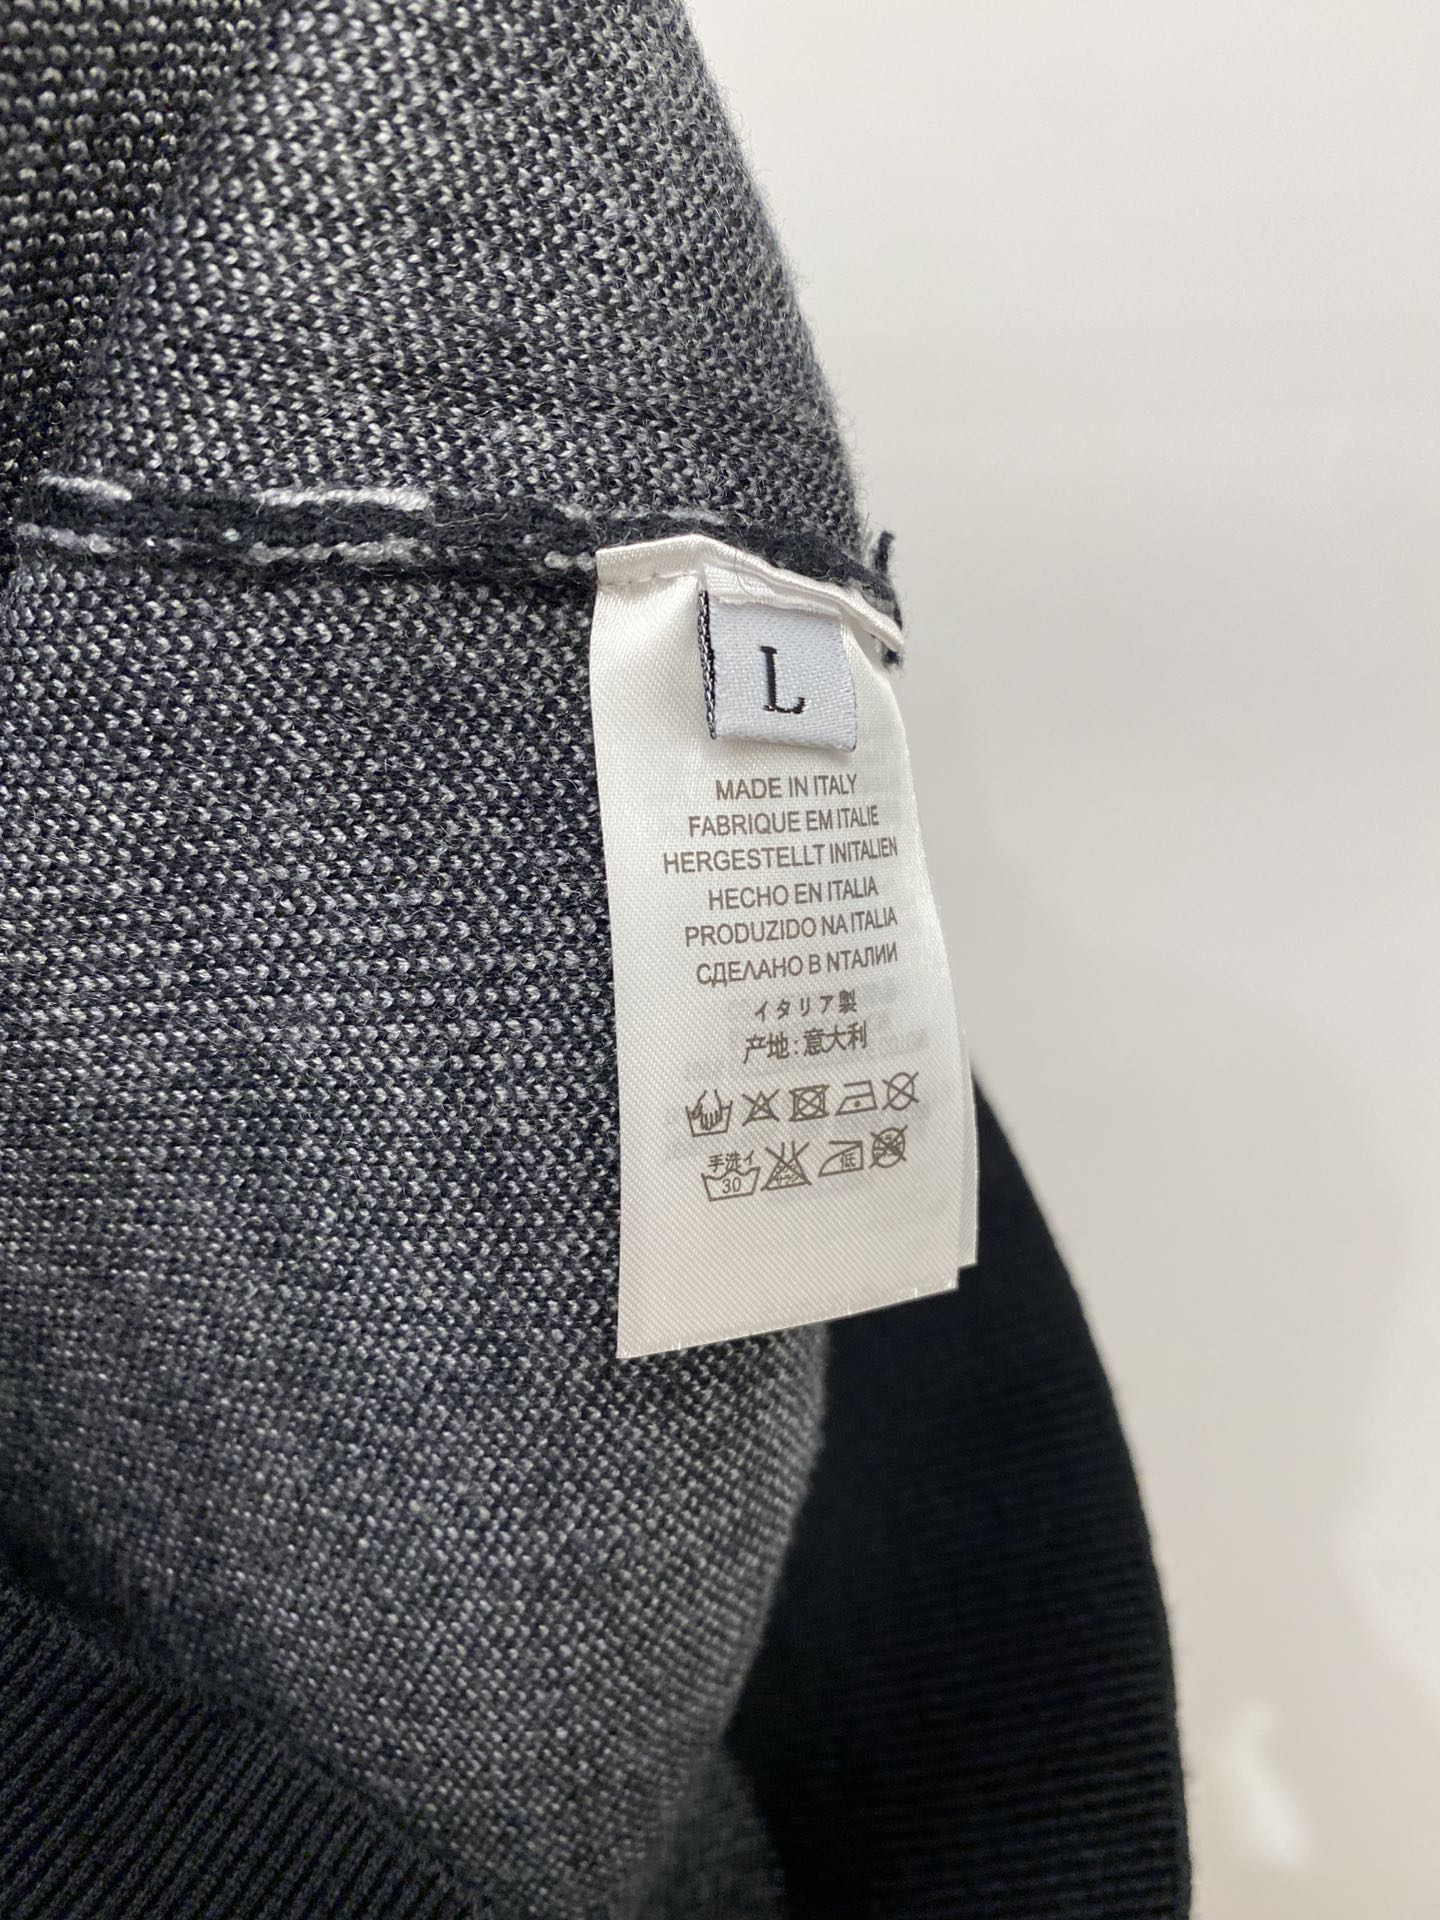 L
MADE IN ITALY
FABRIQUE EM ITALIE
HERGESTELLT INITALIEN
HECHO EN ITALIA
PRODUZIDO NA ITALIA
СДЕЛАНО В NТАЛИИ
イタリア製
产地:意大利
手洗イ
30
低